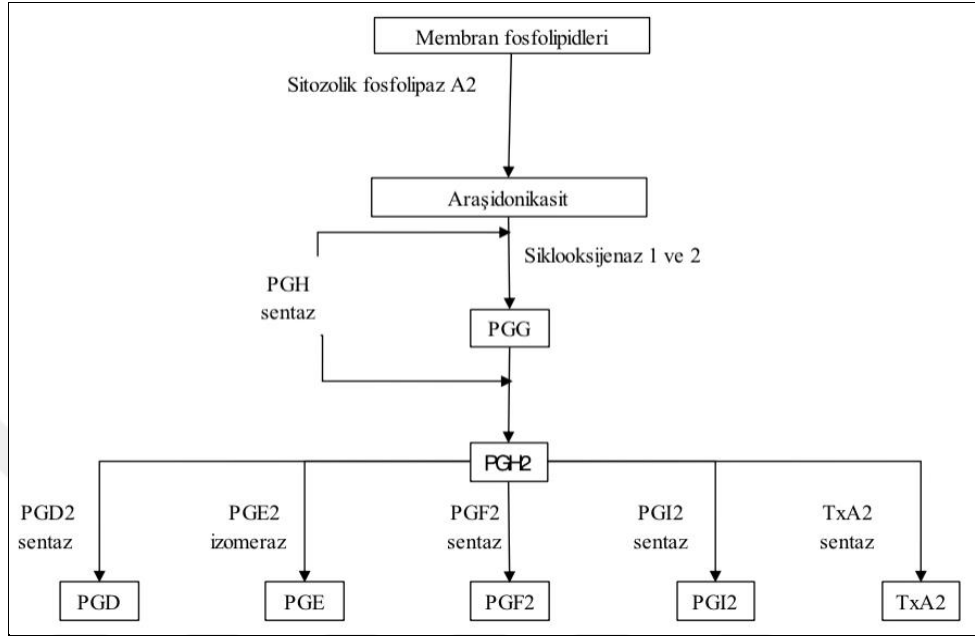 Membran fosfolipidleri
Sitozolik fosfolipaz A2
Araşidonikasit
Siklooksijenaz 1 ve 2
PGH
sentaz
PGG
PGH2
PGD2
sentaz
PGE2
izomeraz
PGF2
sentaz
PGI2
sentaz
TxA2
sentaz
PGD
PGE
PGF2
PGI2
TxA2